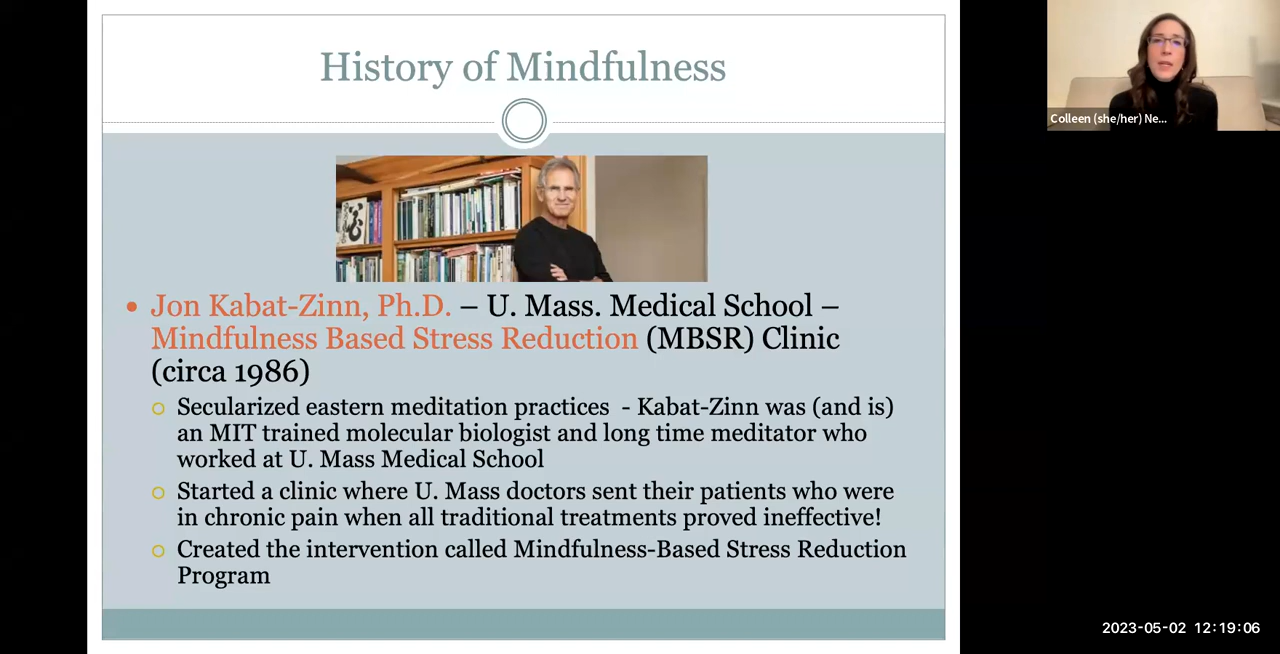 History of Mindfulness
• Jon Kabat-Zinn, Ph.D. – U. Mass. Medical School –
Mindfulness Based Stress Reduction (MBSR) Clinic
(circa 1986)
○ Secularized eastern meditation practices - Kabat-Zinn was (and is)
an MIT trained molecular biologist and long time meditator who
worked at U. Mass Medical School
○ Started a clinic where U. Mass doctors sent their patients who were
in chronic pain when all traditional treatments proved ineffective!
○ Created the intervention called Mindfulness-Based Stress Reduction
Program
Colleen (she/her) Ne...
2023-05-02 12:19:06